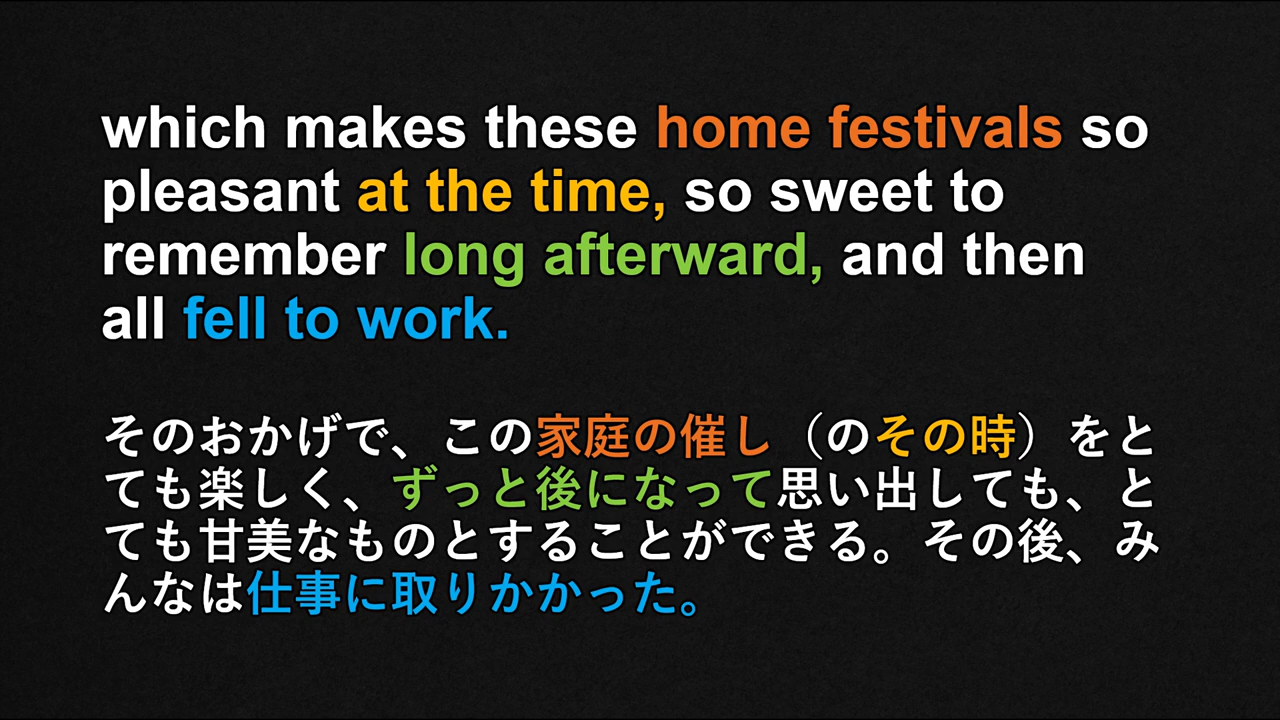 which makes these home festivals so
pleasant at the time, so sweet to
remember long afterward, and then
all fell to work.
そのおかげで、この家庭の催し（のその時）をと
ても楽しく、ずっと後になって思い出しても、と
ても甘美なものとすることができる。その後、み
んなは仕事に取りかかった。